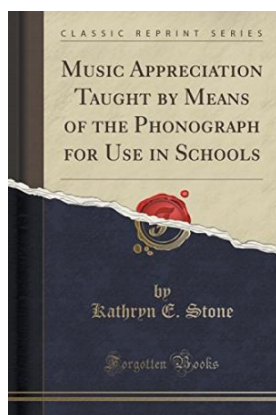 CLASSIC REPRINT SERIES
MUSIC APPRECIATION
TAUGHT BY MEANS
OF THE PHONOGRAPH
FOR USE IN SCHOOLS
by
Kathryn E. Stone
Forgotten Books